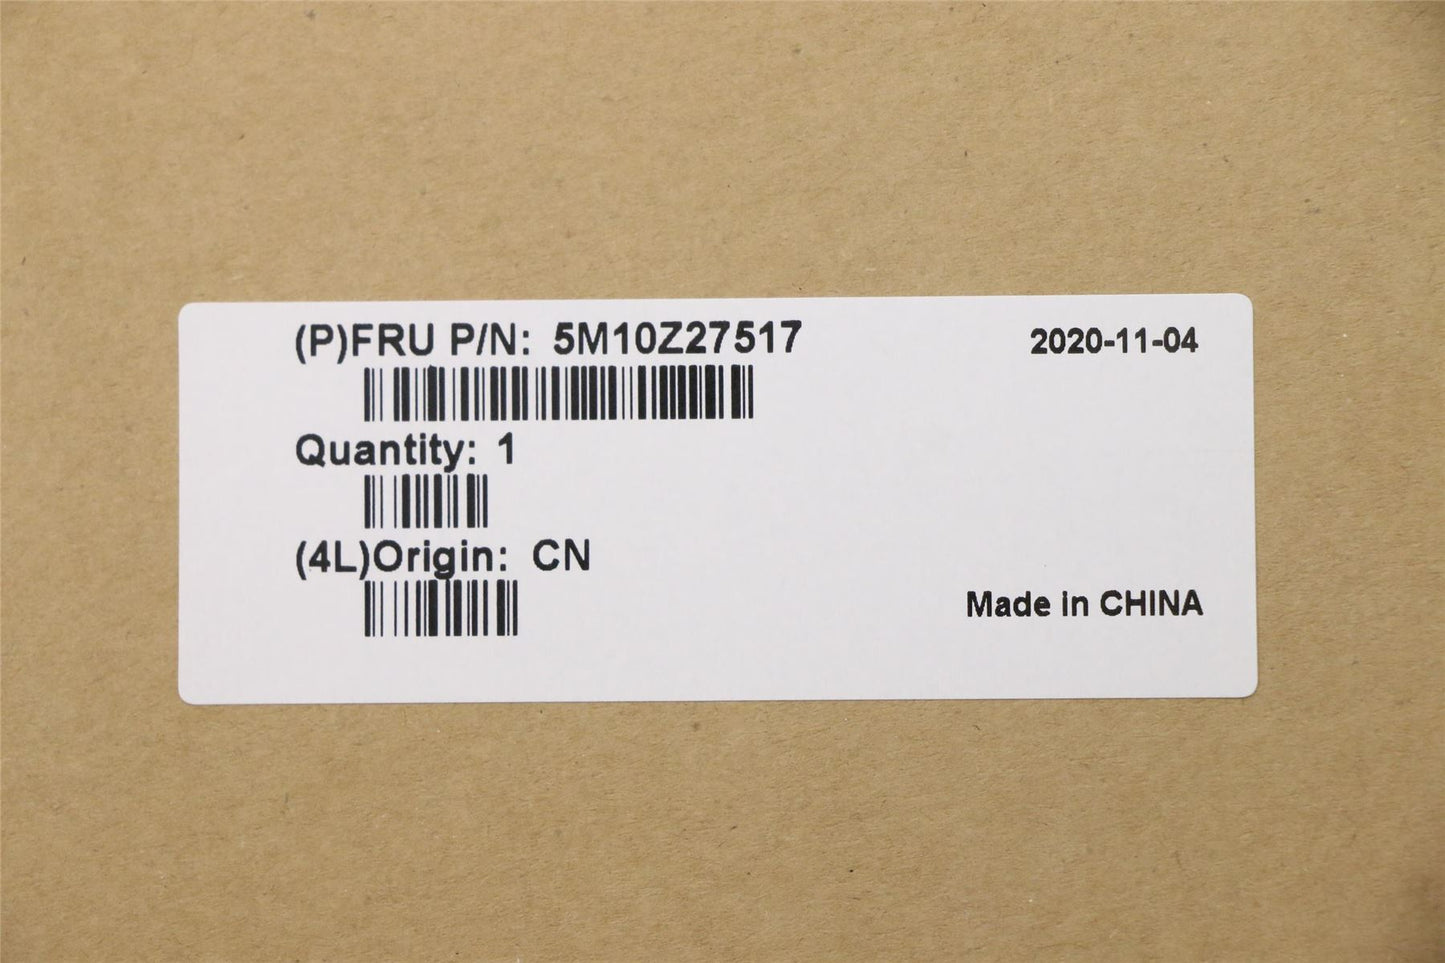 (P)FRU P/N: 5M10Z27517
2020-11-04
Quantity: 1
(4L)Origin: CN
Made in CHINA